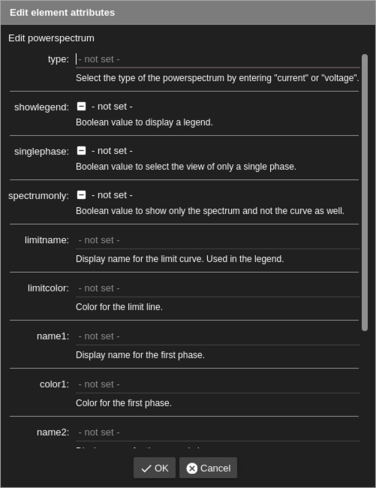 Edit element attributes
Edit powerspectrum
type: - not set -
Select the type of the powerspectrum by entering "current" or "voltage".
showlegend: - not set -
Boolean value to display a legend.
singlephase: - not set -
Boolean value to select the view of only a single phase.
spectrumonly: - not set -
Boolean value to show only the spectrum and not the curve as well.
limitname: - not set -
Display name for the limit curve. Used in the legend.
limitcolor: - not set -
Color for the limit line.
name1: - not set -
Display name for the first phase.
color1: - not set -
Color for the first phase.
name2: - not set -
OK Cancel